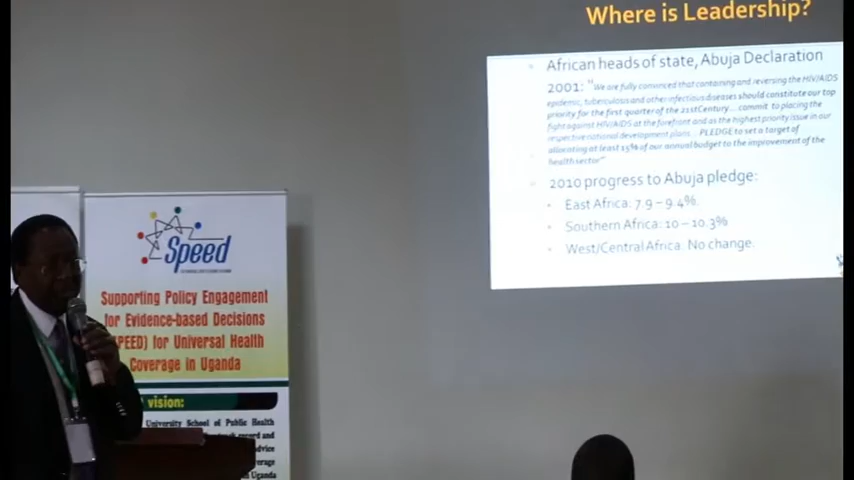 Where is Leadership?
African heads of state, Abuja Declaration
2001: "We are fully convinced that containing and reversing the HIV/AIDS
epidemic, tuberculosis and other infectious diseases should constitute our top
priority for the first quarter of the 21st Century... commit to placing the
fight against HIV/AIDS at the forefront and as the highest priority issue in our
respective national development plans... PLEDGE to set a target of
allocating at least 15% of our annual budget to the improvement of the
health sector"
2010 progress to Abuja pledge:
East Africa: 7.9 – 9.4%.
Southern Africa: 10 – 10.3%
West/Central Africa. No change.
Speed
Supporting Policy Engagement
for Evidence-based Decisions
PEED) for Universal Health
Coverage in Uganda
vision:
University School of Public Health
record and
advice
verage
n Uganda